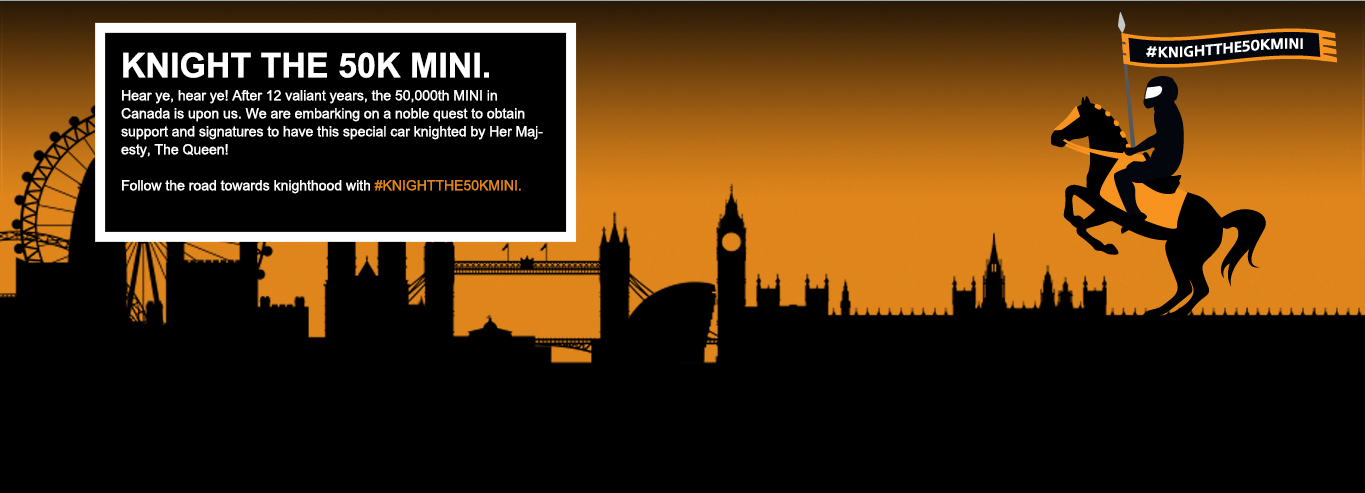 KNIGHT THE 50K MINI.
Hear ye, hear ye! After 12 valiant years, the 50,000th MINI in
Canada is upon us. We are embarking on a noble quest to obtain
support and signatures to have this special car knighted by Her Maj-
esty, The Queen!
Follow the road towards knighthood with #KNIGHTTHE50KMINI.
#KNIGHTTHE50KMINI